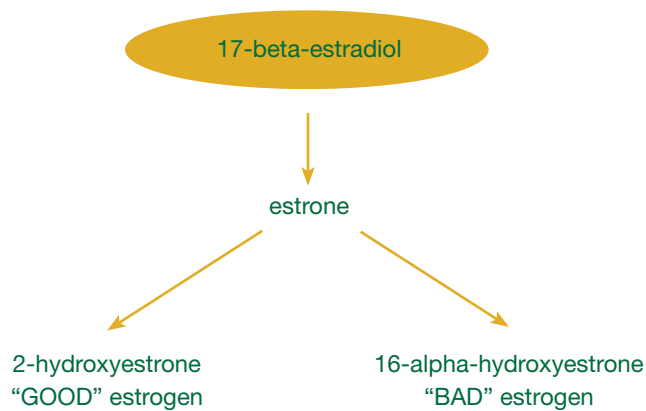 17-beta-estradiol
estrone
2-hydroxyestrone
“GOOD” estrogen
16-alpha-hydroxyestrone
“BAD” estrogen